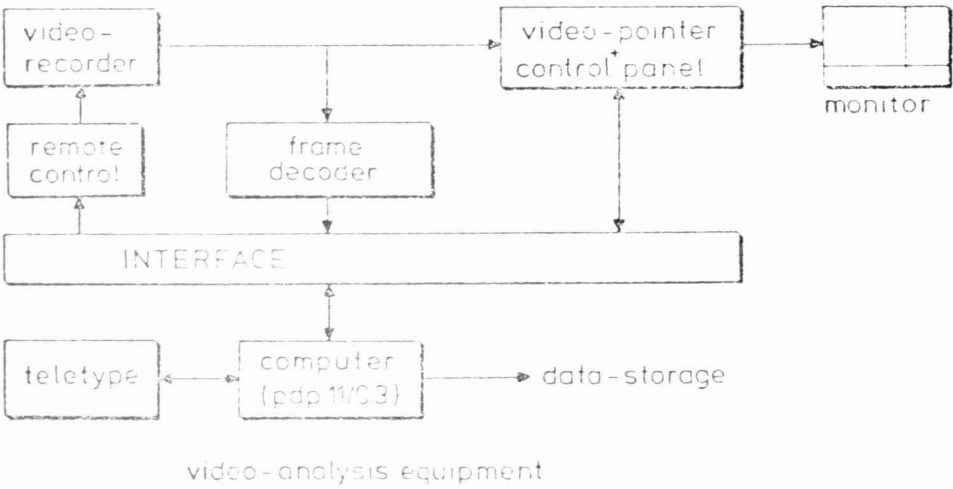 video-
recorder
video-pointer
+
control panel
monitor
remote
control
frame
decoder
INTERFACE
teletype
computer
(pdp 11/03)
data-storage
video-analysis equipment